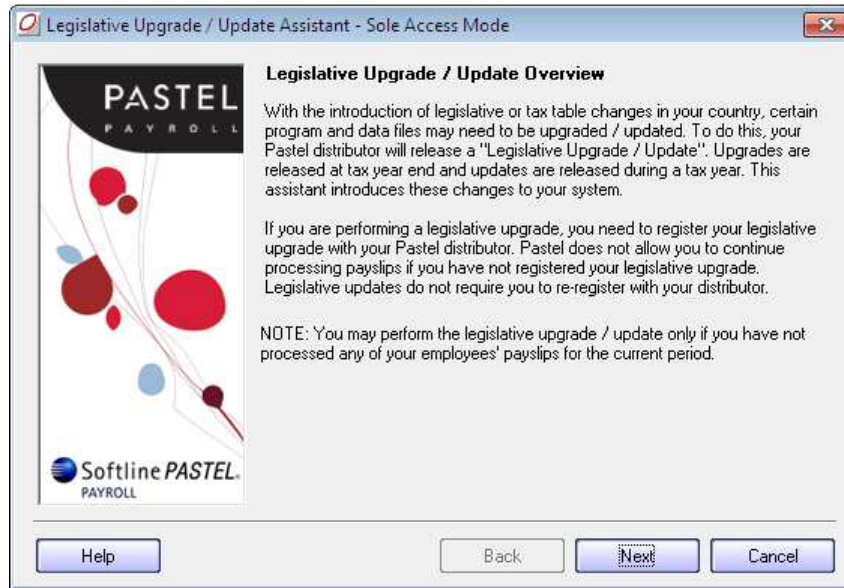 Legislative Upgrade / Update Assistant - Sole Access Mode
PASTEL
PAYROLL
Legislative Upgrade / Update Overview
With the introduction of legislative or tax table changes in your country, certain
program and data files may need to be upgraded / updated. To do this, your
Pastel distributor will release a "Legislative Upgrade / Update". Upgrades are
released at tax year end and updates are released during a tax year. This
assistant introduces these changes to your system.
If you are performing a legislative upgrade, you need to register your legislative
upgrade with your Pastel distributor. Pastel does not allow you to continue
processing payslips if you have not registered your legislative upgrade.
Legislative updates do not require you to re-register with your distributor.
NOTE: You may perform the legislative upgrade / update only if you have not
processed any of your employees' payslips for the current period.
Softline PASTEL.
PAYROLL
Help
Back
Next
Cancel